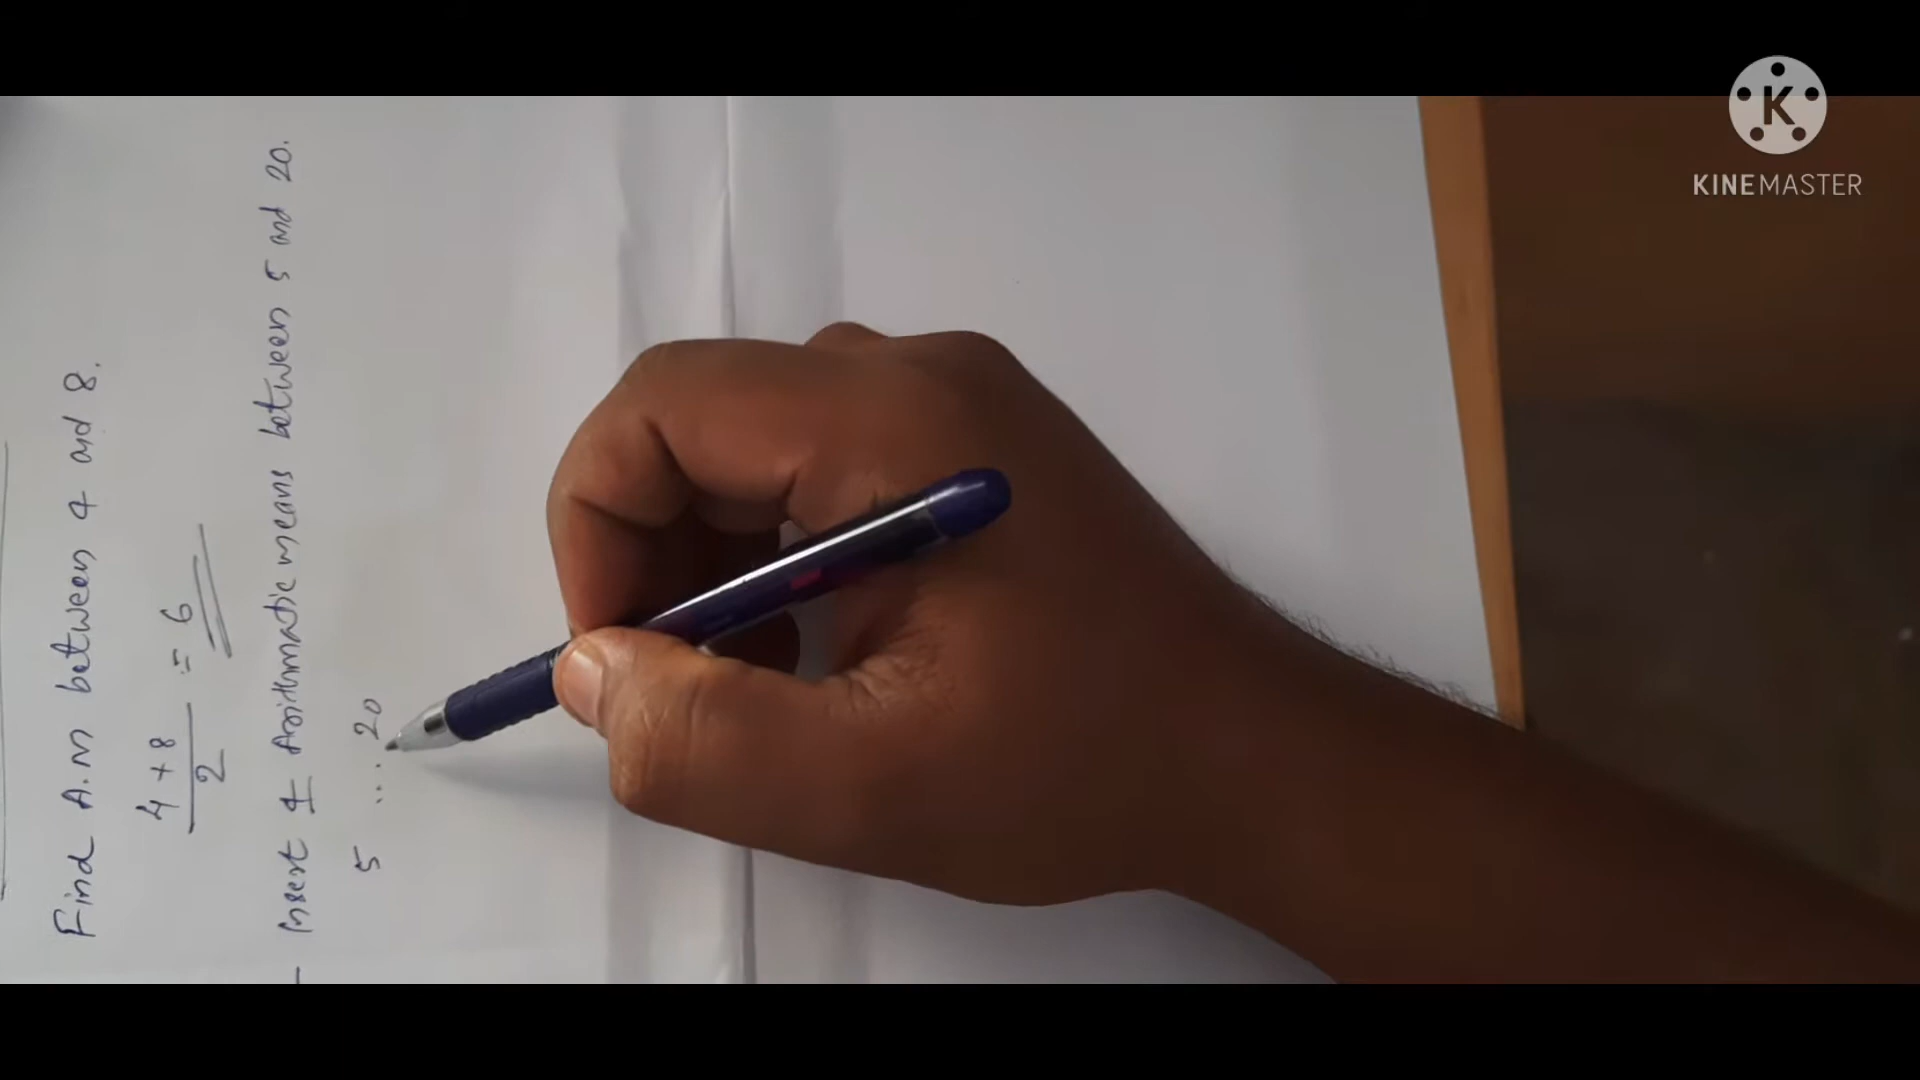 Find A.M between 4 and 8.
4 + 8
2
= 6
Insert 4 Arithmatic means between 5 and 20.
5 ... 20
K
KINEMASTER